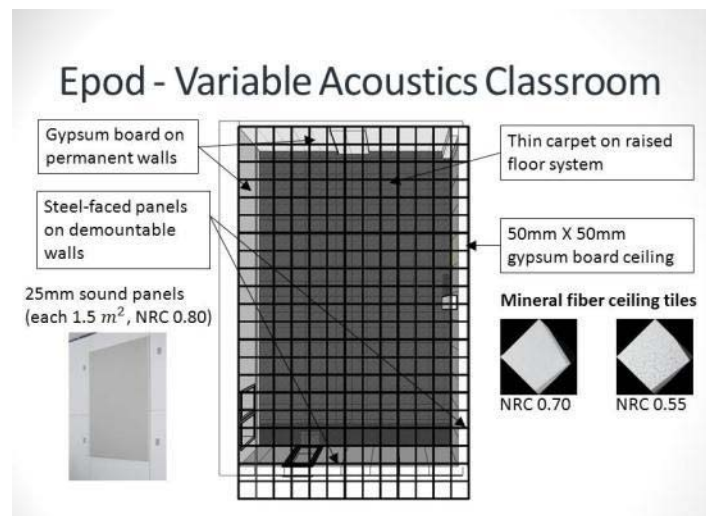 Epod - Variable Acoustics Classroom
Gypsum board on
permanent walls
Steel-faced panels
on demountable
walls
25mm sound panels
(each 1.5 m², NRC 0.80)
Thin carpet on raised
floor system
50mm X 50mm
gypsum board ceiling
Mineral fiber ceiling tiles
NRC 0.70
NRC 0.55